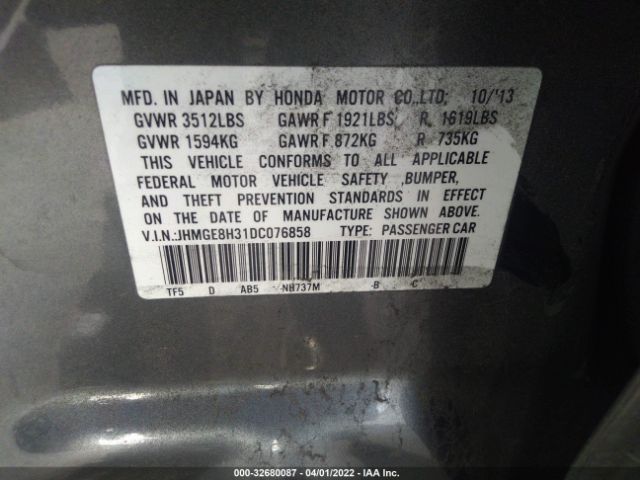 MFD. IN JAPAN BY HONDA MOTOR CO.,LTD; 10/'13
GVWR 3512LBS GAWR F 1921LBS R 1619LBS
GVWR 1594KG GAWR F 872KG R 735KG
THIS VEHICLE CONFORMS TO ALL APPLICABLE
FEDERAL MOTOR VEHICLE SAFETY ,BUMPER,
AND THEFT PREVENTION STANDARDS IN EFFECT
ON THE DATE OF MANUFACTURE SHOWN ABOVE.
V.I.N.:JHMGE8H31DC076858 TYPE: PASSENGER CAR
TF5 D AB5 NH737M B C
000-32680087 - 04/01/2022 - IAA Inc.